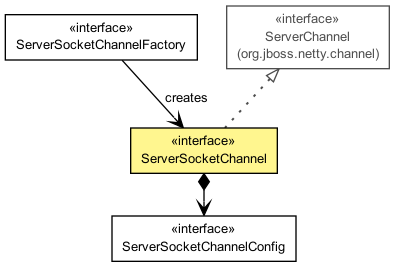 «interface»
ServerSocketChannelFactory
«interface»
ServerChannel
(org.jboss.netty.channel)
creates
«interface»
ServerSocketChannel
«interface»
ServerSocketChannelConfig